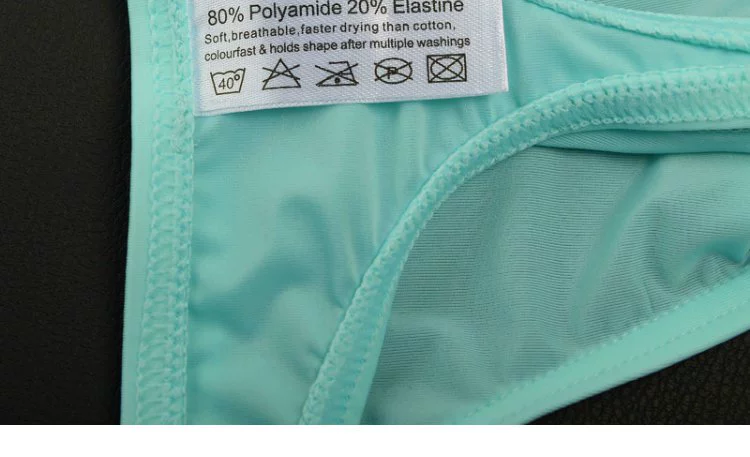 80% Polyamide 20% Elastine
Soft,breathable,faster drying than cotton,
colourfast & holds shape after multiple washings
40° P